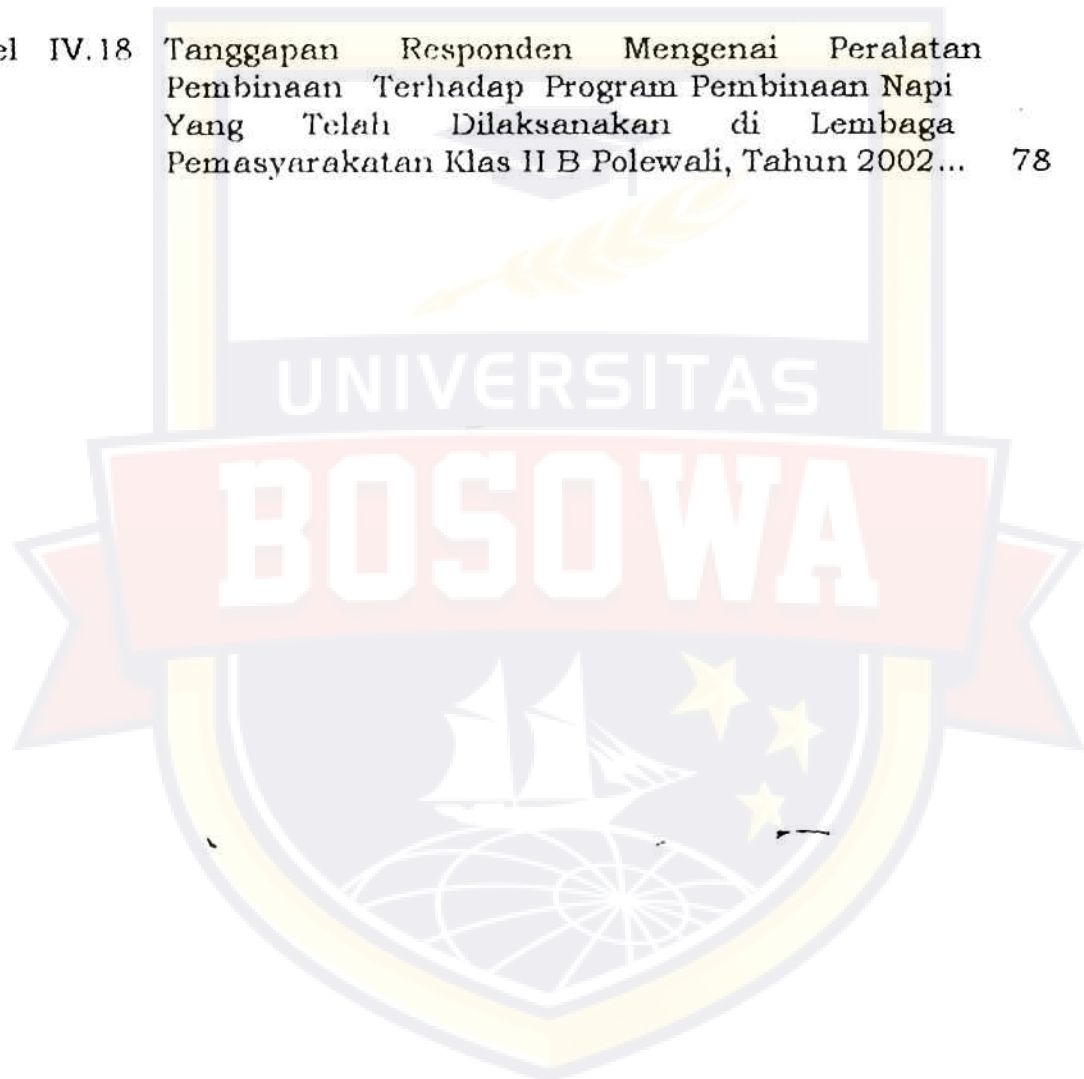 el IV.18 Tanggapan Responden Mengenai Peralatan
Pembinaan Terhadap Program Pembinaan Napi
Yang Telah Dilaksanakan di Lembaga
Pemasyarakatan Klas II B Polewali, Tahun 2002... 78
UNIVERSITAS
BOSOWA